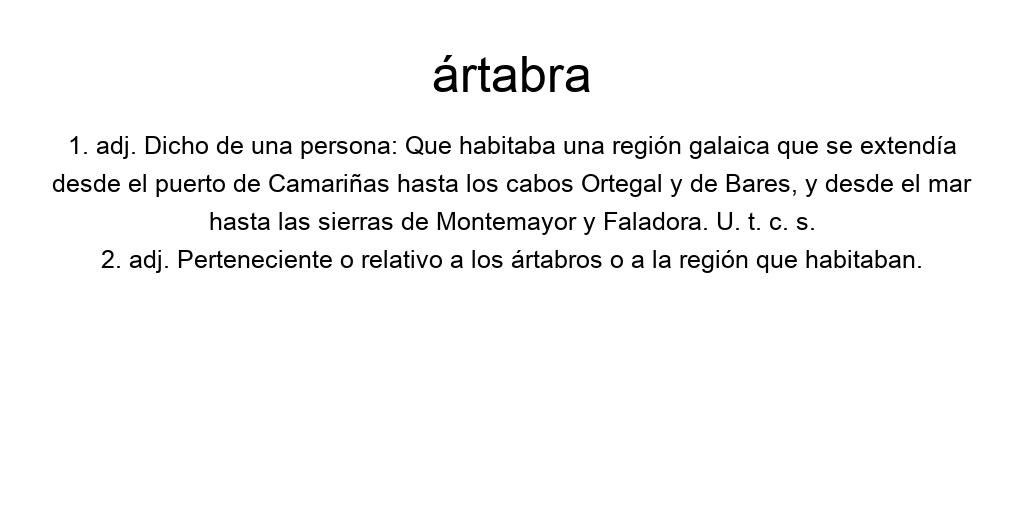 ártabra
1. adj. Dicho de una persona: Que habitaba una región galaica que se extendía
desde el puerto de Camariñas hasta los cabos Ortegal y de Bares, y desde el mar
hasta las sierras de Montemayor y Faladora. U. t. c. s.
2. adj. Perteneciente o relativo a los ártabros o a la región que habitaban.